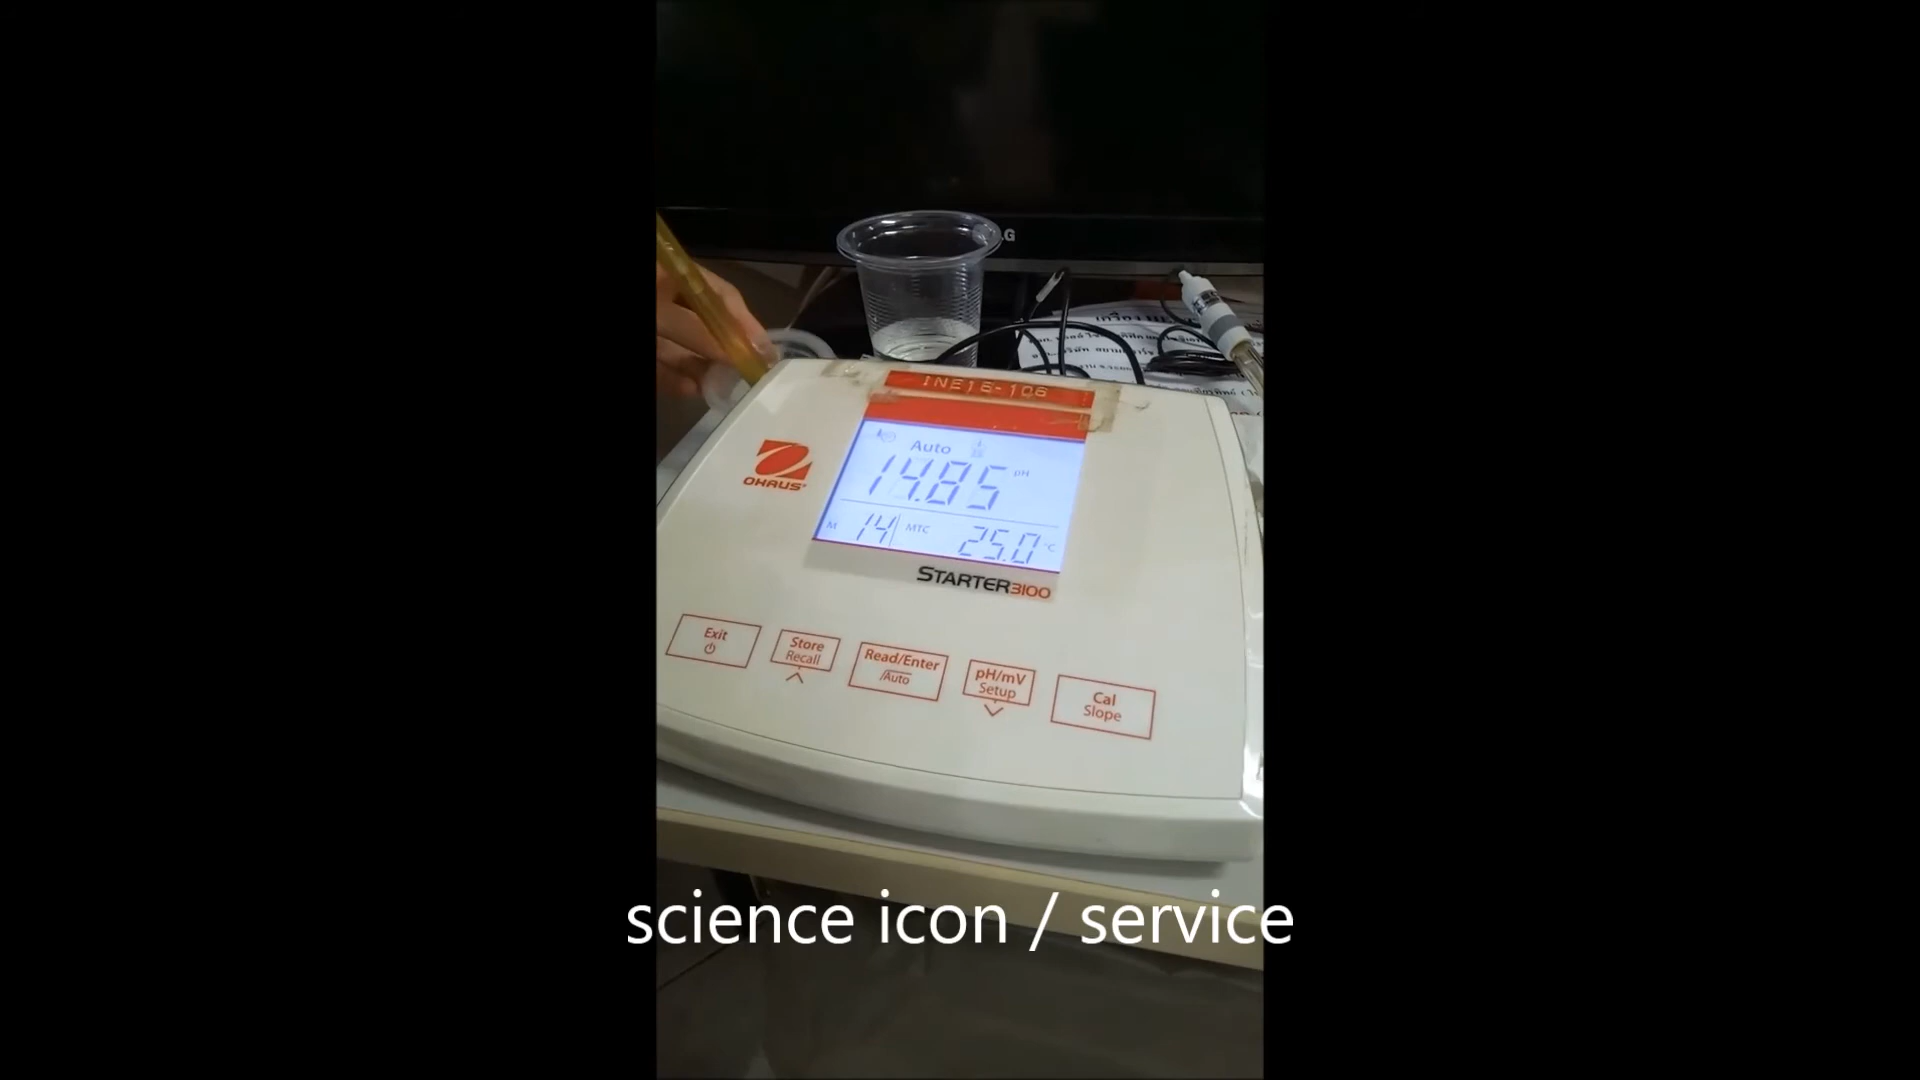 INE16-106
Auto
14.85 pH
M 14 MTC 25.0 °C
OHAUS
STARTER3100
Exit
Store
Recall
Read/Enter
/Auto
pH/mV
Setup
Cal
Slope
science icon / service